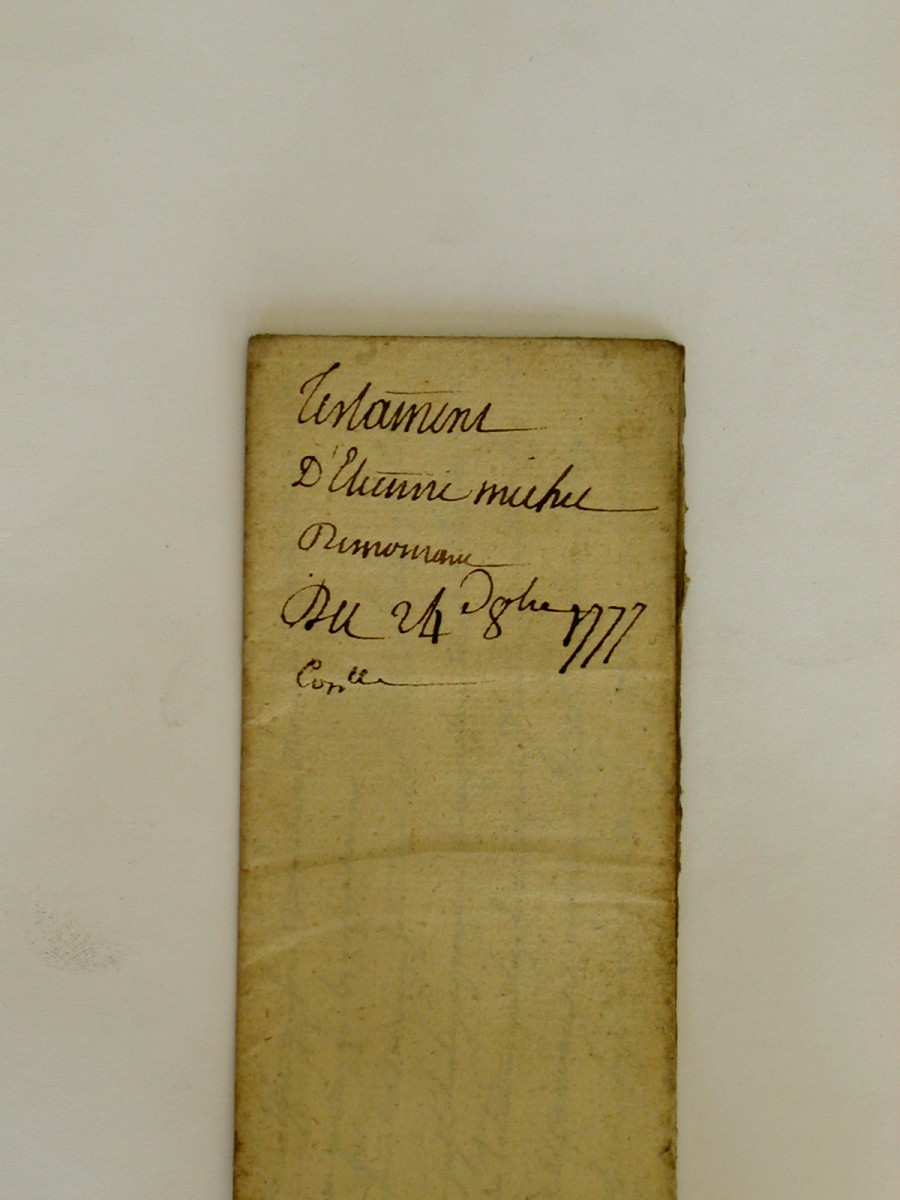 Testament
D'Etienne michel
Du 24 8bre 1777